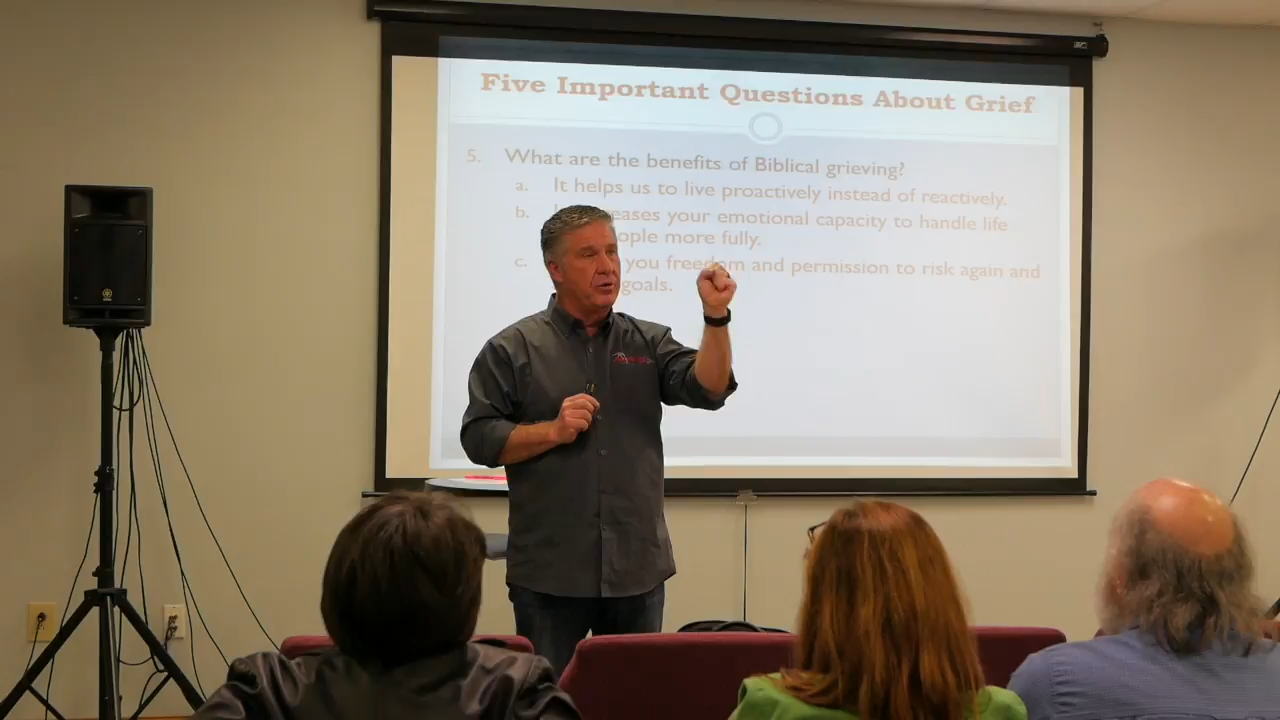 Five Important Questions About Grief
5. What are the benefits of Biblical grieving?
a. It helps us to live proactively instead of reactively.
b. your emotional capacity to handle life
more fully.
c. you freedom and permission to risk again and
goals.